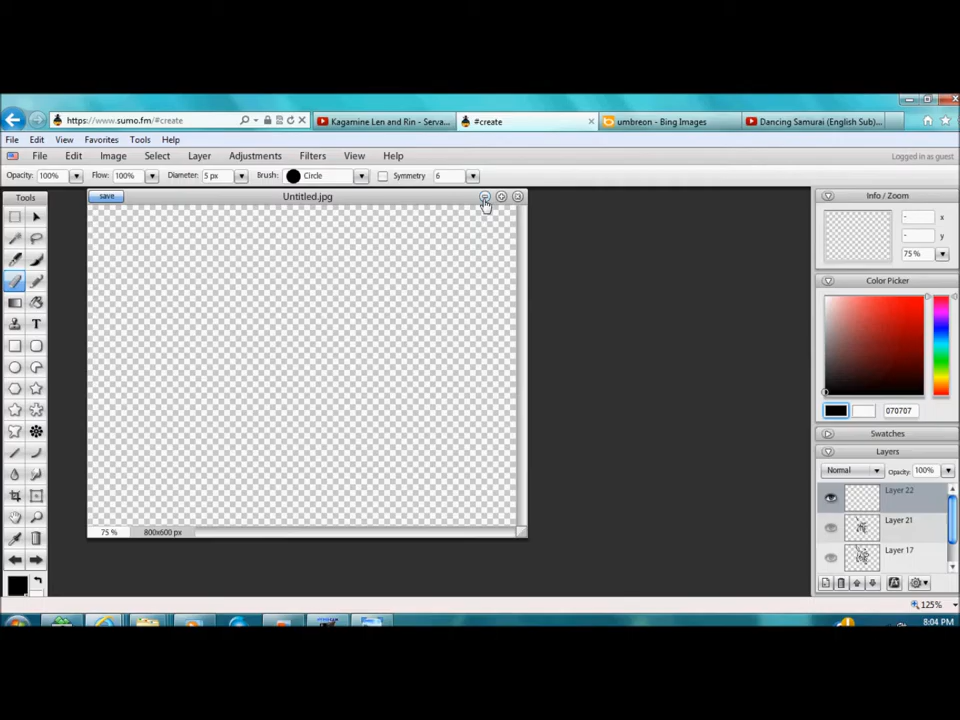 https://www.sumo.fm/#create
Kagamine Len and Rin - Serva...
#create
umbreon - Bing Images
Dancing Samurai (English Sub)...
File Edit View Favorites Tools Help
File Edit Image Select Layer Adjustments Filters View Help
Logged in as guest
Opacity: 100% Flow: 100% Diameter: 5 px Brush: Circle Symmetry 6
Tools
save
Untitled.jpg
75 %
800x600 px
Info / Zoom
- x
- y
75 %
Color Picker
070707
Swatches
Layers
Normal
Opacity: 100%
Layer 22
Layer 21
Layer 17
125%
8:04 PM